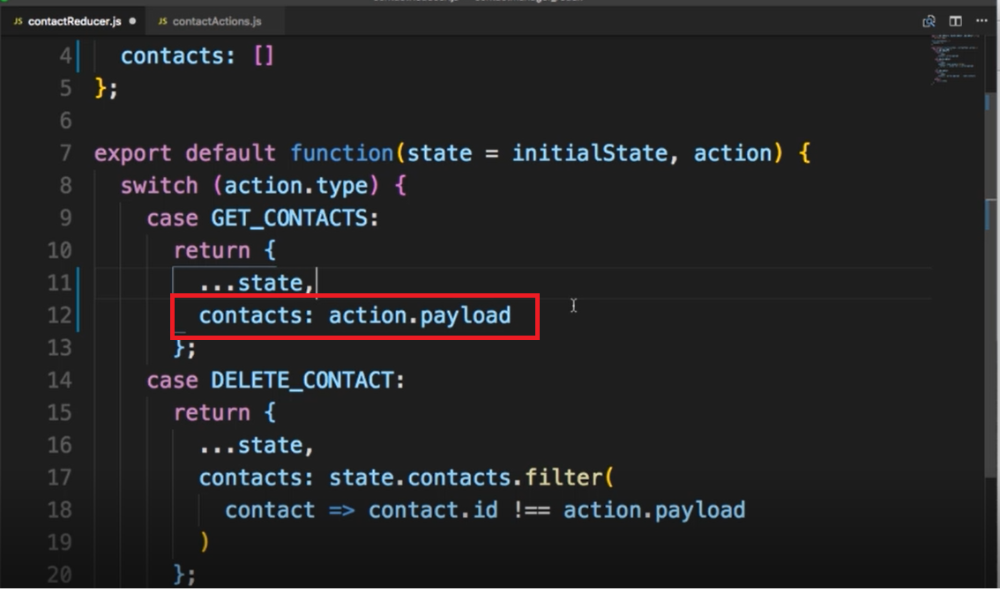 JS contactReducer.js ● JS contactActions.js
4 contacts: []
5 };
6
7 export default function(state = initialState, action) {
8 switch (action.type) {
9 case GET_CONTACTS:
10 return {
11 ...state,
12 contacts: action.payload
13 };
14 case DELETE_CONTACT:
15 return {
16 ...state,
17 contacts: state.contacts.filter(
18 contact => contact.id !== action.payload
19 )
20 };